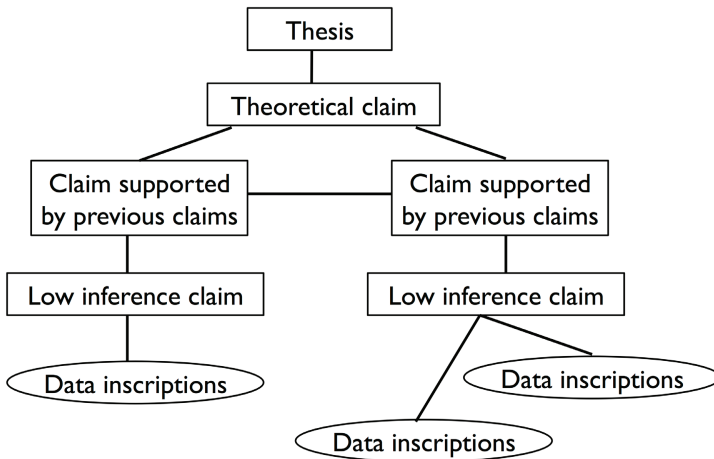 Thesis
Theoretical claim
Claim supported
by previous claims
Claim supported
by previous claims
Low inference claim
Low inference claim
Data inscriptions
Data inscriptions
Data inscriptions